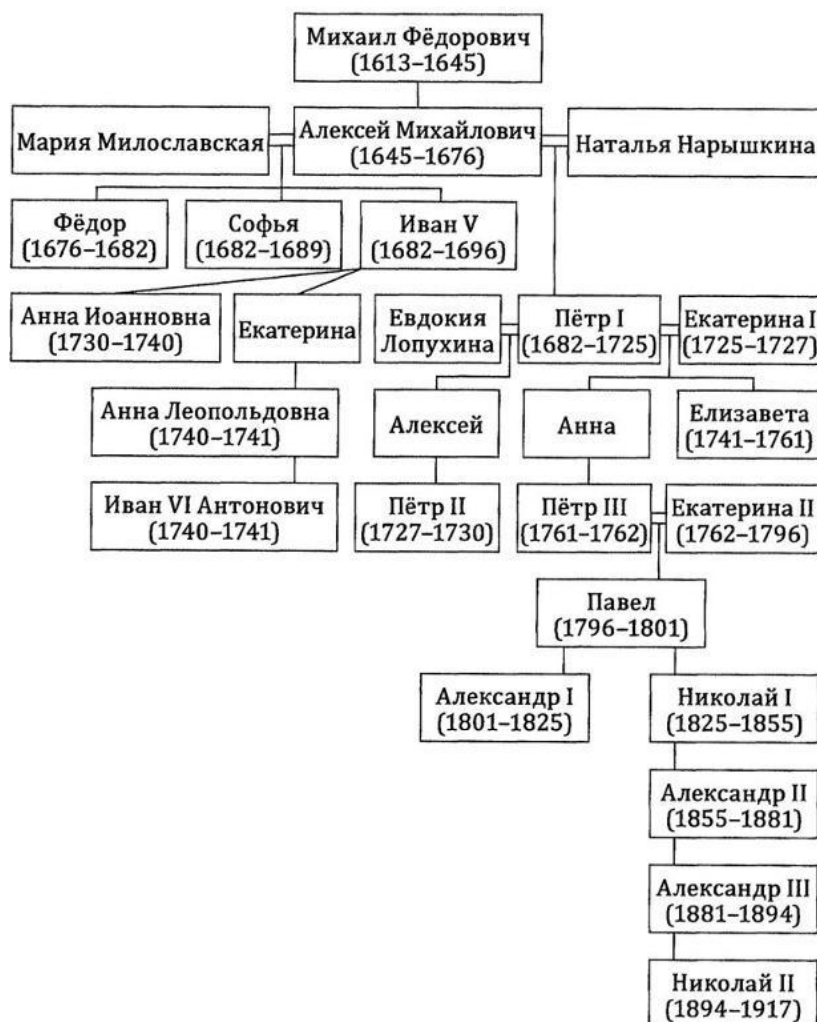 Михаил Фёдорович
(1613–1645)
Мария Милославская
Алексей Михайлович
(1645–1676)
Наталья Нарышкина
Фёдор
(1676–1682)
Софья
(1682–1689)
Иван V
(1682–1696)
Анна Иоанновна
(1730–1740)
Екатерина
Евдокия
Лопухина
Пётр I
(1682–1725)
Екатерина I
(1725–1727)
Анна Леопольдовна
(1740–1741)
Алексей
Анна
Елизавета
(1741–1761)
Иван VI Антонович
(1740–1741)
Пётр II
(1727–1730)
Пётр III
(1761–1762)
Екатерина II
(1762–1796)
Павел
(1796–1801)
Александр I
(1801–1825)
Николай I
(1825–1855)
Александр II
(1855–1881)
Александр III
(1881–1894)
Николай II
(1894–1917)